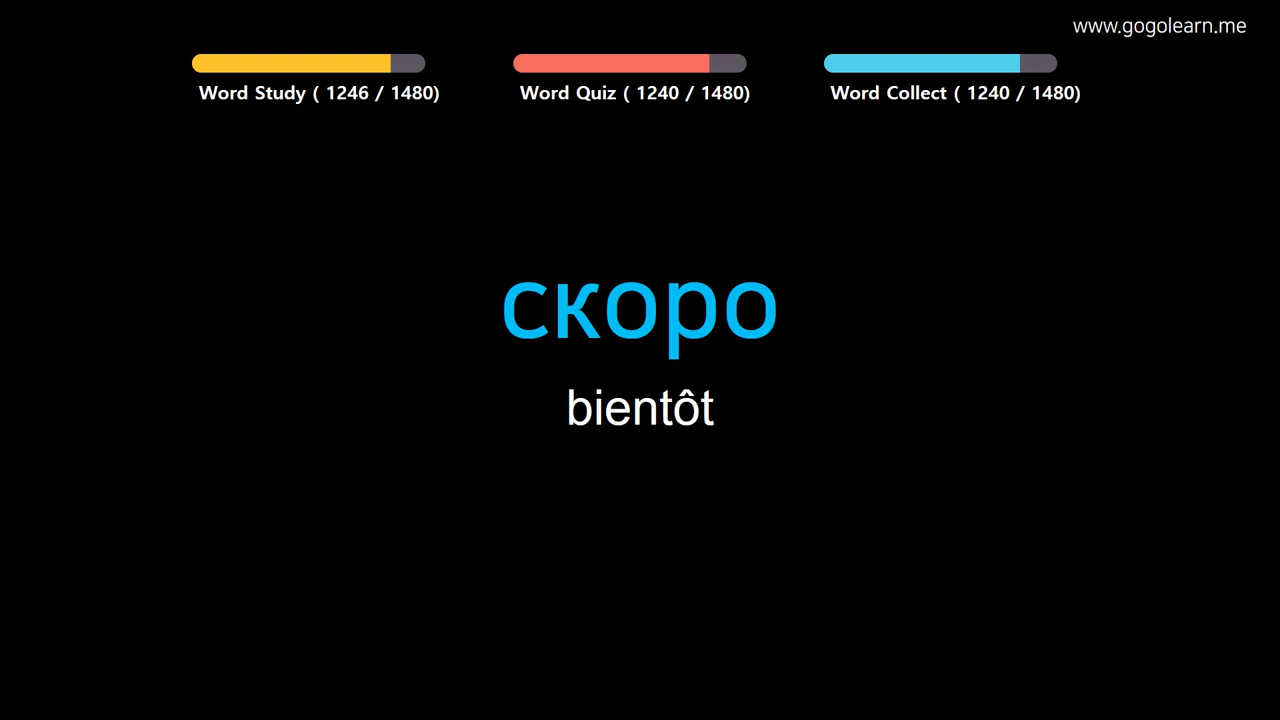 www.gogolearn.me
Word Study ( 1246 / 1480)
Word Quiz ( 1240 / 1480)
Word Collect ( 1240 / 1480)
скоро
bientôt